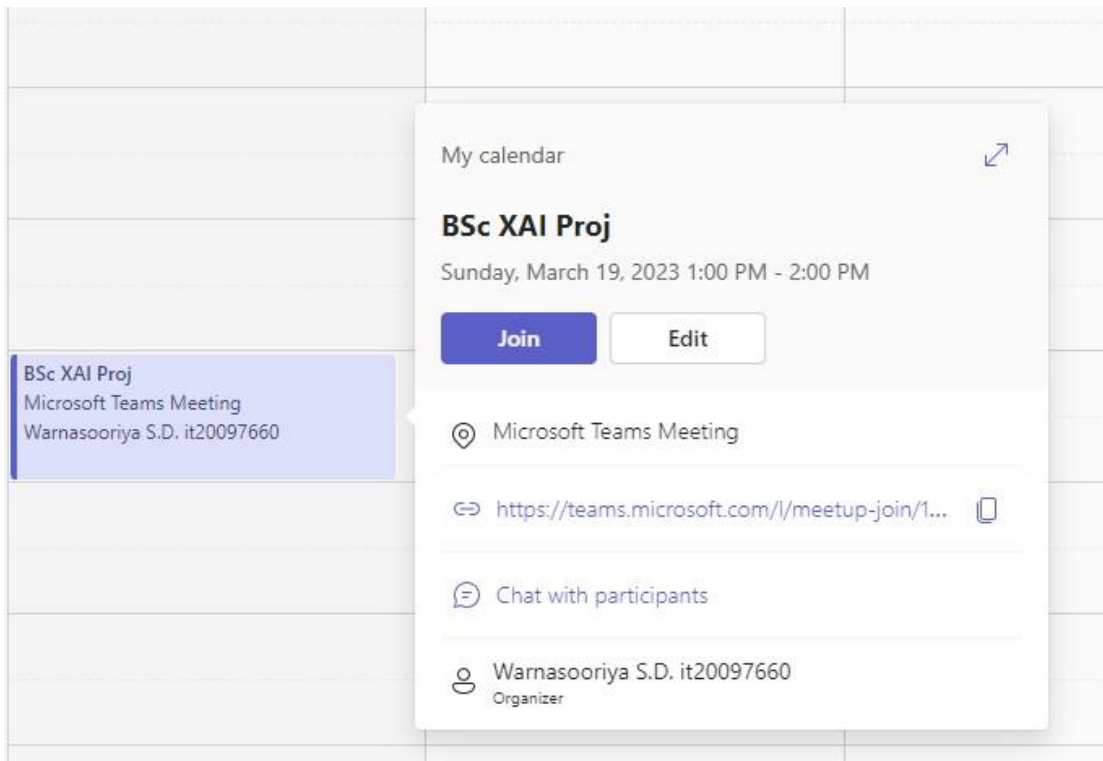 My calendar
BSc XAI Proj
Sunday, March 19, 2023 1:00 PM - 2:00 PM
Join
Edit
BSc XAI Proj
Microsoft Teams Meeting
Warnasooriya S.D. it20097660
Microsoft Teams Meeting
https://teams.microsoft.com/l/meetup-join/1...
Chat with participants
Warnasooriya S.D. it20097660
Organizer